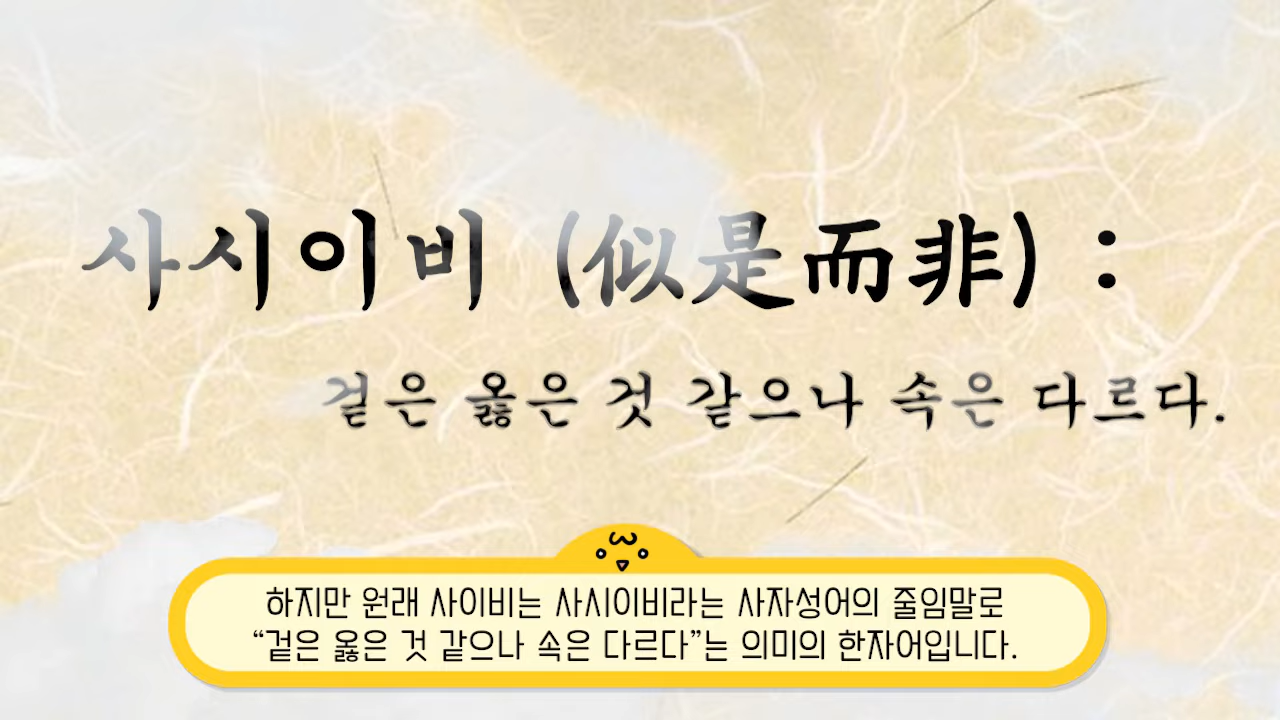 사시이비 (似是而非) :
겉은 옳은 것 같으나 속은 다르다.
하지만 원래 사이비는 사시이비라는 사자성어의 줄임말로
“겉은 옳은 것 같으나 속은 다르다”는 의미의 한자어입니다.